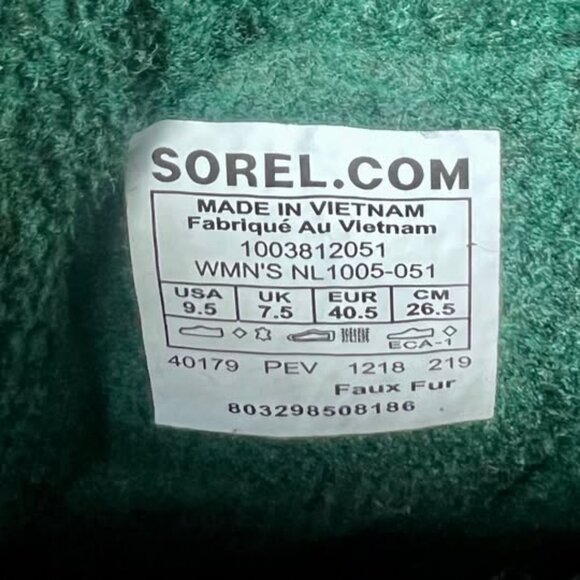 SOREL.COM
MADE IN VIETNAM
Fabriqué Au Vietnam
1003812051
WMN'S NL1005-051
USA UK EUR CM
9.5 7.5 40.5 26.5
ECA-1
40179 PEV 1218 219
Faux Fur
803298508186